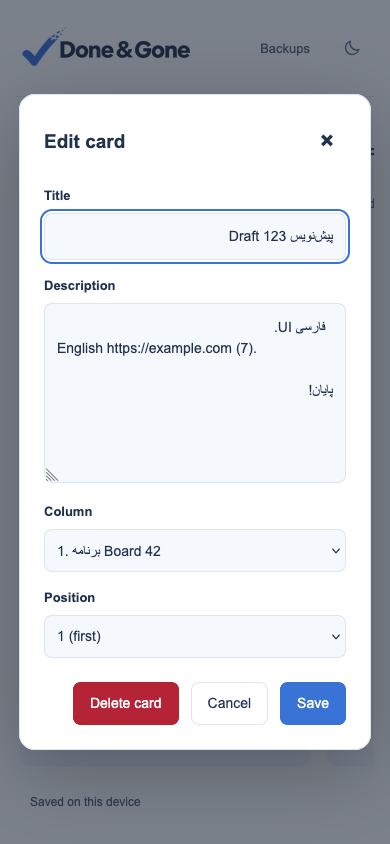 Done & Gone
Backups
Edit card
Title
پیش‌نویس Draft 123
Description
فارسی UI.
English https://example.com (7).
پایان!
Column
1. برنامه Board 42
Position
1 (first)
Delete card
Cancel
Save
Saved on this device